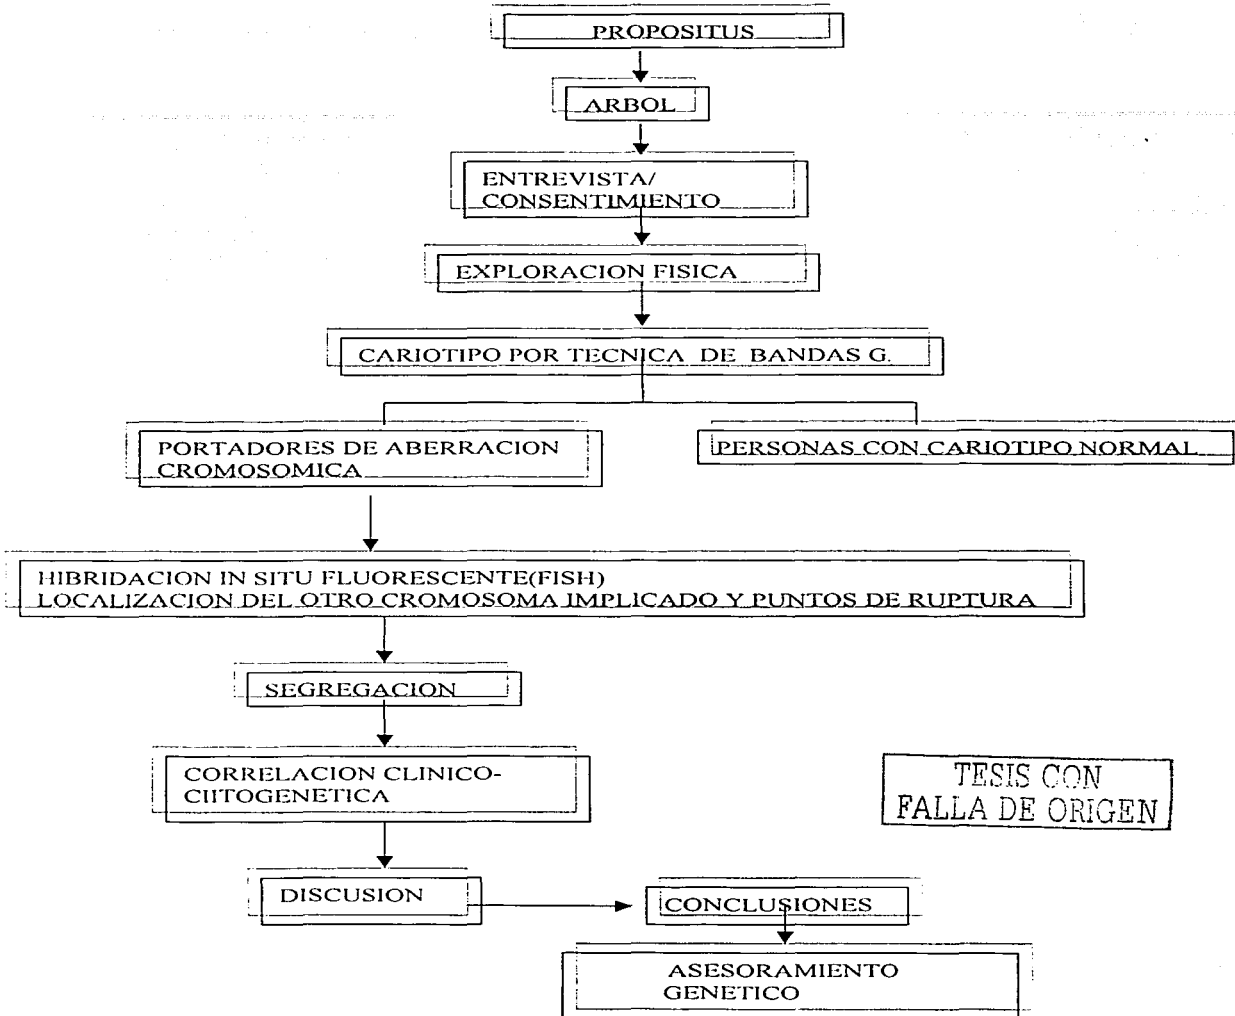 PROPOSITUS
ARBOL
ENTREVISTA/
CONSENTIMIENTO
EXPLORACION FISICA
CARIOTIPO POR TECNICA DE BANDAS G.
PORTADORES DE ABERRACION
CROMOSOMICA
PERSONAS CON CARIOTIPO NORMAL
HIBRIDACION IN SITU FLUORESCENTE(FISH)
LOCALIZACION DEL OTRO CROMOSOMA IMPLICADO Y PUNTOS DE RUPTURA
SEGREGACION
CORRELACION CLINICO-
CIITOGENETICA
TESIS CON
FALLA DE ORIGEN
DISCUSION
CONCLUSIONES
ASESORAMIENTO
GENETICO